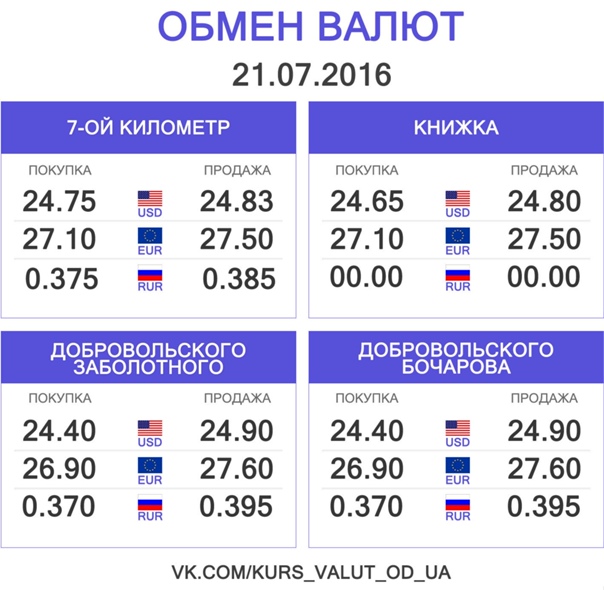 ОБМЕН ВАЛЮТ
21.07.2016
7-ОЙ КИЛОМЕТР
ПОКУПКА ПРОДАЖА
24.75 USD 24.83
27.10 EUR 27.50
0.375 RUR 0.385
КНИЖКА
ПОКУПКА ПРОДАЖА
24.65 USD 24.80
27.10 EUR 27.50
00.00 RUR 00.00
ДОБРОВОЛЬСКОГО
ЗАБОЛОТНОГО
ПОКУПКА ПРОДАЖА
24.40 USD 24.90
26.90 EUR 27.60
0.370 RUR 0.395
ДОБРОВОЛЬСКОГО
БОЧАРОВА
ПОКУПКА ПРОДАЖА
24.40 USD 24.90
26.90 EUR 27.60
0.370 RUR 0.395
VK.COM/KURS_VALUT_OD_UA